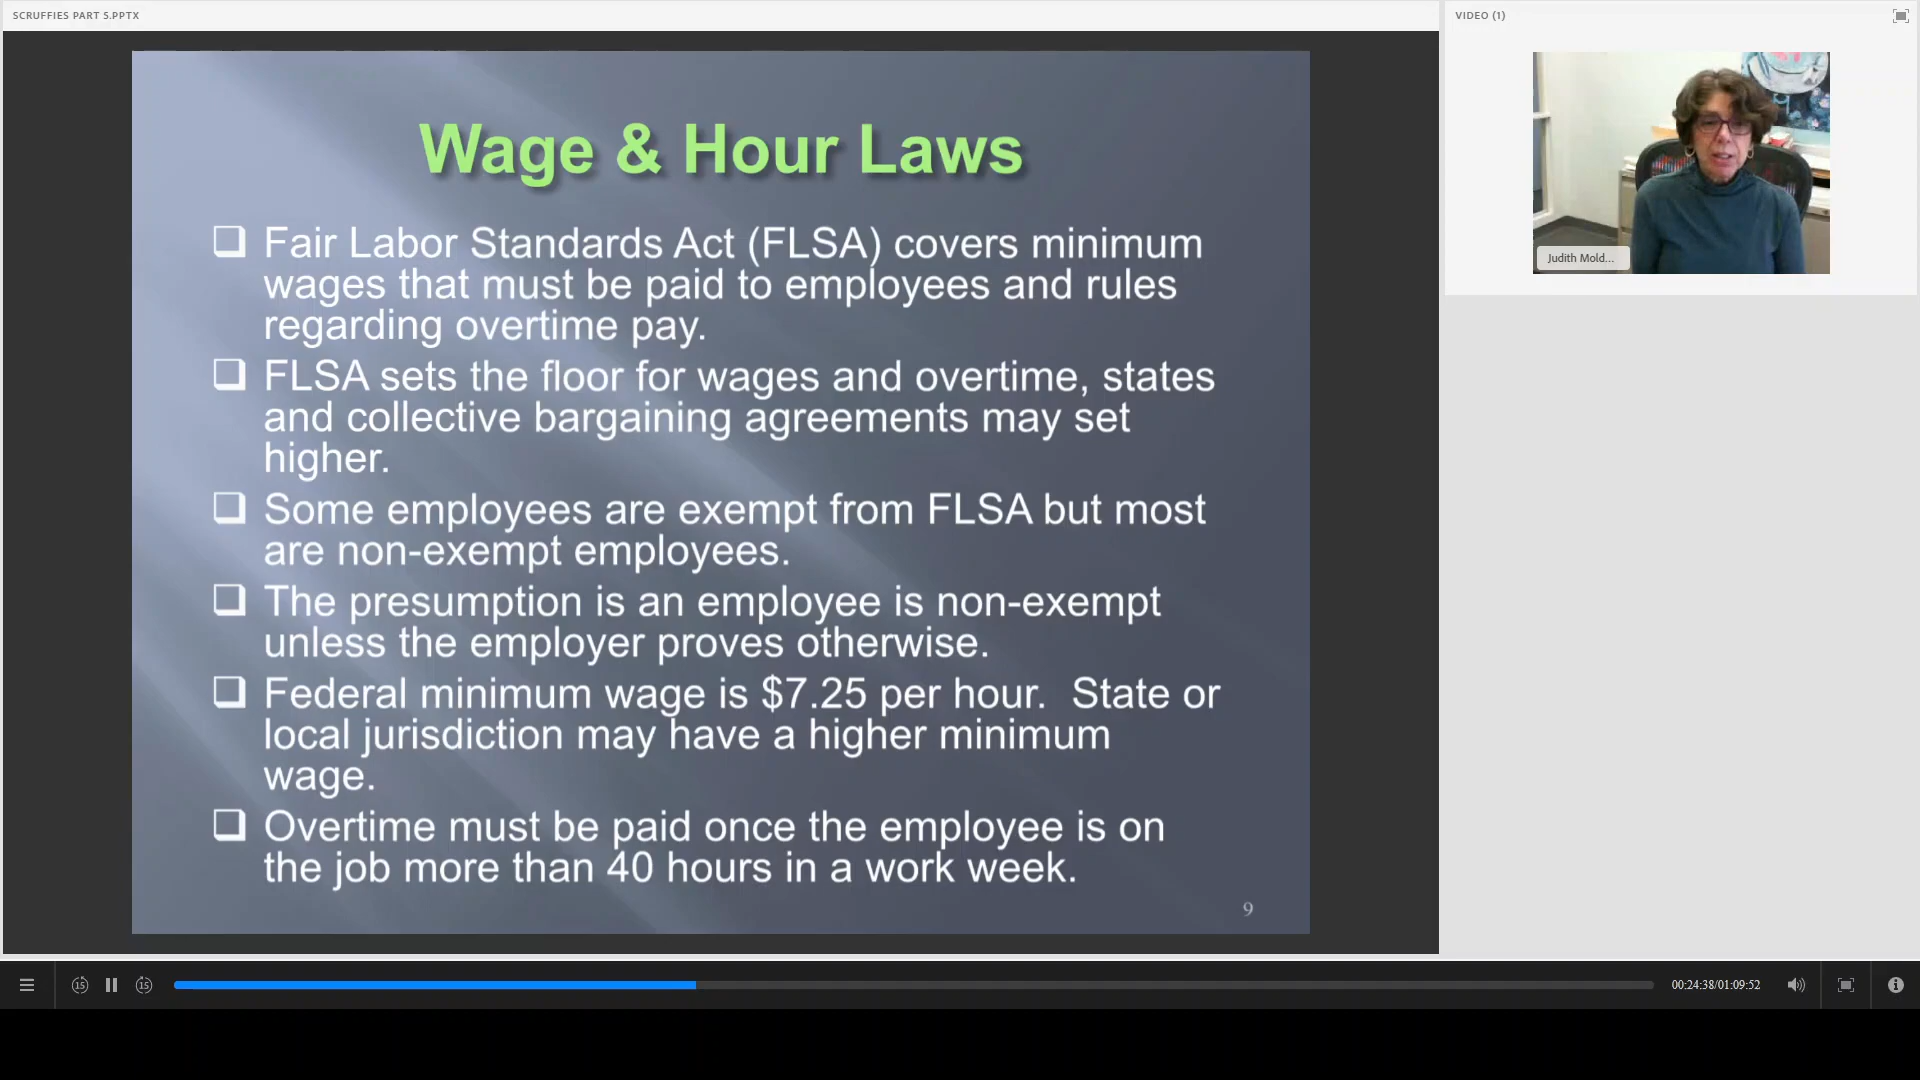 SCRUFFIES PART 5.PPTX
VIDEO (1)
Wage & Hour Laws
Fair Labor Standards Act (FLSA) covers minimum
wages that must be paid to employees and rules
regarding overtime pay.
FLSA sets the floor for wages and overtime, states
and collective bargaining agreements may set
higher.
Some employees are exempt from FLSA but most
are non-exempt employees.
The presumption is an employee is non-exempt
unless the employer proves otherwise.
Federal minimum wage is $7.25 per hour.  State or
local jurisdiction may have a higher minimum
wage.
Overtime must be paid once the employee is on
the job more than 40 hours in a work week.
9
Judith Mold...
15
15
00:24:38/01:09:52